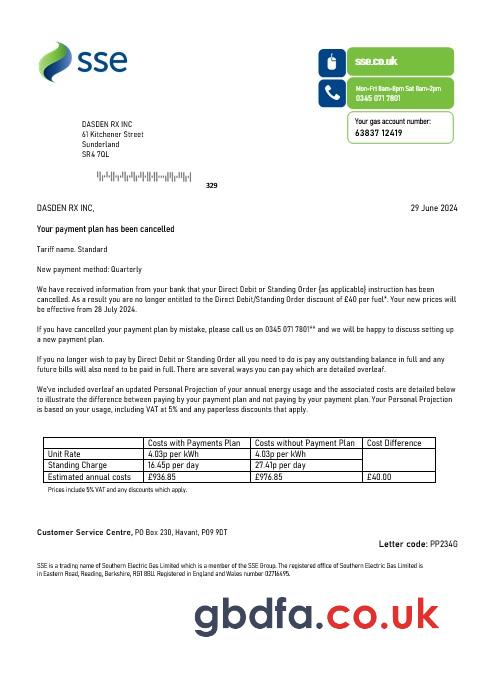 sse
sse.co.uk
Mon-Fri 8am-8pm Sat 8am-2pm
0345 071 7801
Your gas account number:
63837 12419
DASDEN RX INC
61 Kitchener Street
Sunderland
SR4 7QL
329
DASDEN RX INC,
29 June 2024
Your payment plan has been cancelled
Tariff name. Standard
New payment method: Quarterly
We have received information from your bank that your Direct Debit or Standing Order (as applicable) instruction has been
cancelled. As a result you are no longer entitled to the Direct Debit/Standing Order discount of £40 per fuel*. Your new prices will
be effective from 28 July 2024.
If you have cancelled your payment plan by mistake, please call us on 0345 071 7801** and we will be happy to discuss setting up
a new payment plan.
If you no longer wish to pay by Direct Debit or Standing Order all you need to do is pay any outstanding balance in full and any
future bills will also need to be paid in full. There are several ways you can pay which are detailed overleaf.
We've included overleaf an updated Personal Projection of your annual energy usage and the associated costs are detailed below
to illustrate the difference between paying by your payment plan and not paying by your payment plan. Your Personal Projection
is based on your usage, including VAT at 5% and any paperless discounts that apply.
Costs with Payments Plan Costs without Payment Plan Cost Difference
Unit Rate 4.03p per kWh 4.03p per kWh
Standing Charge 16.45p per day 27.41p per day
Estimated annual costs £936.85 £976.85 £40.00
Prices include 5% VAT and any discounts which apply.
Customer Service Centre, PO Box 230, Havant, P09 9DT
Letter code: PP234G
SSE is a trading name of Southern Electric Gas Limited which is a member of the SSE Group. The registered office of Southern Electric Gas Limited is
in Eastern Road, Reading, Berkshire, RG1 8BU. Registered in England and Wales number 02716495.
gbdfa.co.uk